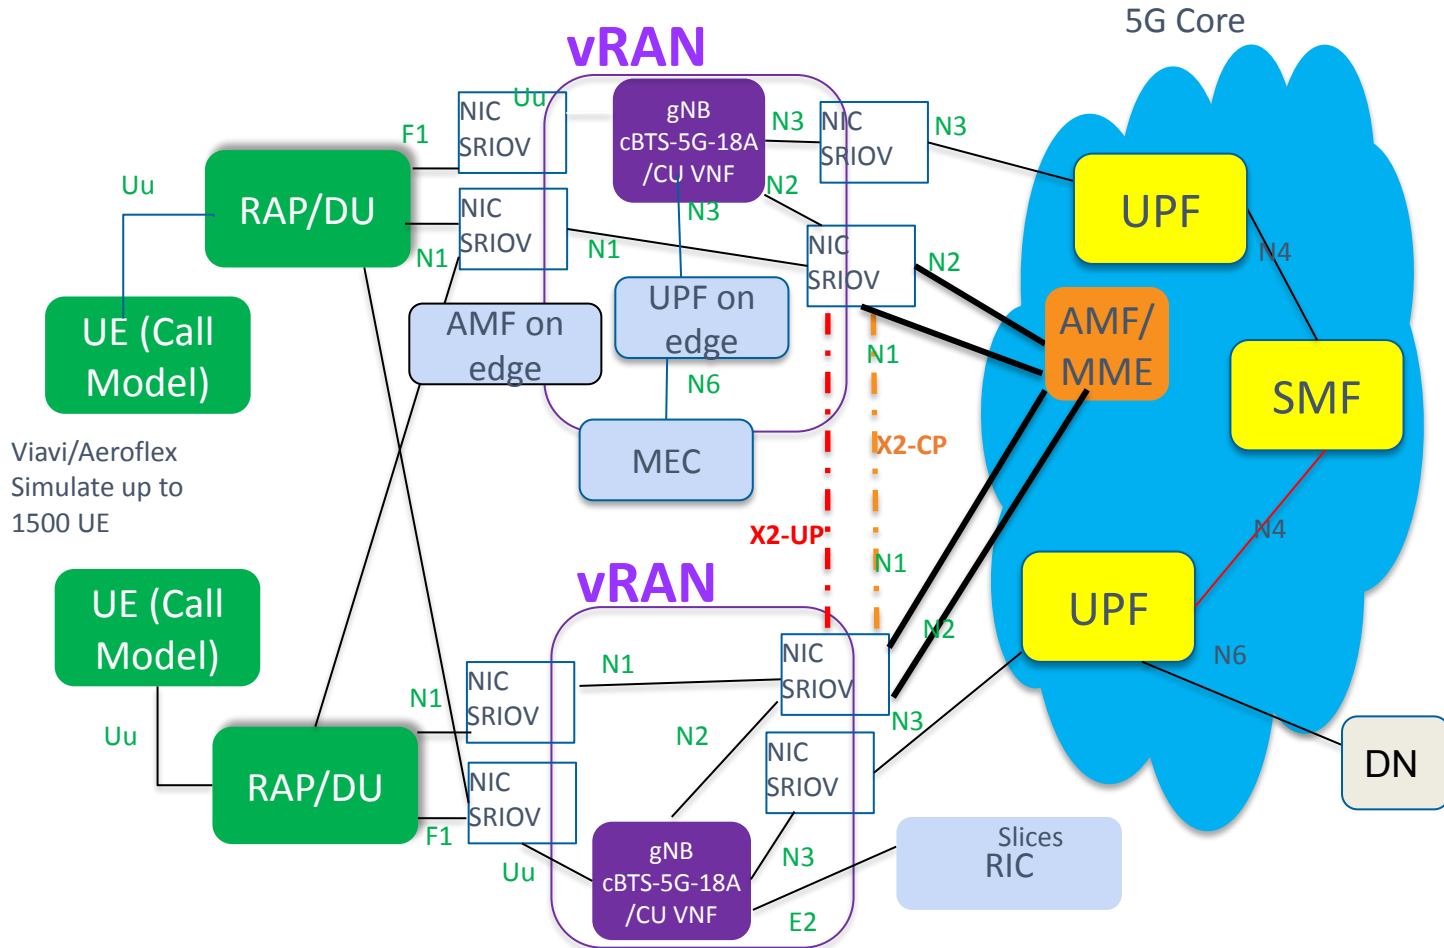 5G Core
vRAN
NIC
SRIOV
Uu
gNB
cBTS-5G-18A
/CU VNF
N3
NIC
SRIOV
N3
F1
Uu
RAP/DU
UPF
N2
N3
NIC
SRIOV
N1
N1
NIC
SRIOV
N2
N4
UE (Call
Model)
AMF on
edge
UPF on
edge
AMF/
MME
N1
N6
SMF
Viavi/Aeroflex
Simulate up to
1500 UE
MEC
X2-CP
X2-UP
N4
N1
vRAN
UE (Call
Model)
UPF
N2
N6
NIC
SRIOV
N1
NIC
SRIOV
N1
Uu
N2
N3
RAP/DU
NIC
SRIOV
NIC
SRIOV
DN
F1
Uu
gNB
cBTS-5G-18A
/CU VNF
N3
E2
Slices
RIC